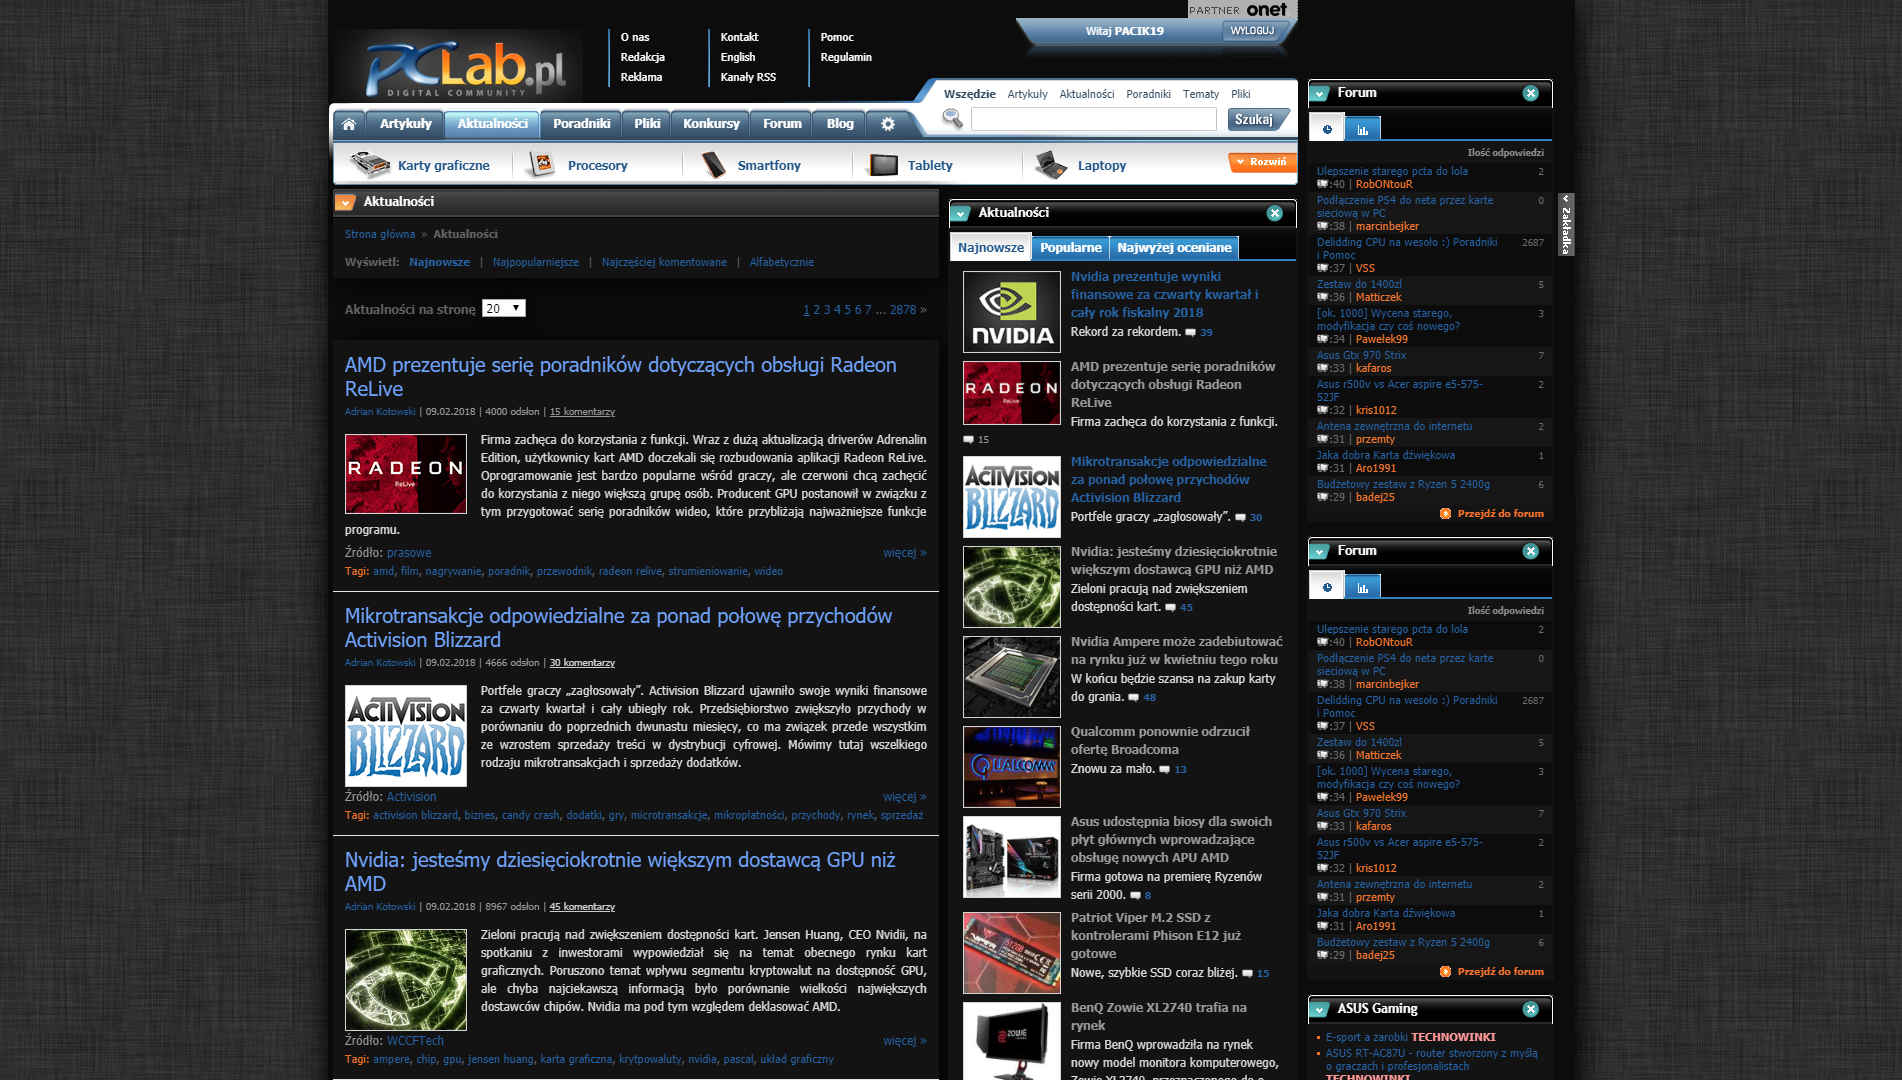 PARTNER onet
Witaj PACIK19
WYLOGUJ
PCLab.pl
DIGITAL COMMUNITY
O nas
Redakcja
Reklama
Kontakt
English
Kanały RSS
Pomoc
Regulamin
Wszędzie Artykuły Aktualności Poradniki Tematy Pliki
Szukaj
Artykuły Aktualności Poradniki Pliki Konkursy Forum Blog
Karty graficzne Procesory Smartfony Tablety Laptopy
Rozwiń
Aktualności
Strona główna » Aktualności
Wyświetl: Najnowsze | Najpopularniejsze | Najczęściej komentowane | Alfabetycznie
Aktualności na stronę 20
1 2 3 4 5 6 7 ... 2878 »
AMD prezentuje serię poradników dotyczących obsługi Radeon
ReLive
Adrian Kotowski | 09.02.2018 | 4000 odsłon | 15 komentarzy
RADEON
ReLive
Firma zachęca do korzystania z funkcji. Wraz z dużą aktualizacją driverów Adrenalin
Edition, użytkownicy kart AMD doczekali się rozbudowania aplikacji Radeon ReLive.
Oprogramowanie jest bardzo popularne wśród graczy, ale czerwoni chcą zachęcić
do korzystania z niego większą grupę osób. Producent GPU postanowił w związku z
tym przygotować serię poradników wideo, które przybliżają najważniejsze funkcje
programu.
Źródło: prasowe
więcej »
Tagi: amd, film, nagrywanie, poradnik, przewodnik, radeon relive, strumieniowanie, wideo
Mikrotransakcje odpowiedzialne za ponad połowę przychodów
Activision Blizzard
Adrian Kotowski | 09.02.2018 | 4666 odsłon | 30 komentarzy
ACTIVISION
BLIZZARD
Portfele graczy „zagłosowały”. Activision Blizzard ujawniło swoje wyniki finansowe
za czwarty kwartał i cały ubiegły rok. Przedsiębiorstwo zwiększyło przychody w
porównaniu do poprzednich dwunastu miesięcy, co ma związek przede wszystkim
ze wzrostem sprzedaży treści w dystrybucji cyfrowej. Mówimy tutaj wszelkiego
rodzaju mikrotransakcjach i sprzedaży dodatków.
Źródło: Activision
więcej »
Tagi: activision blizzard, biznes, candy crash, dodatki, gry, microtransakcje, mikropłatności, przychody, rynek, sprzedaż
Nvidia: jesteśmy dziesięciokrotnie większym dostawcą GPU niż
AMD
Adrian Kotowski | 09.02.2018 | 8967 odsłon | 45 komentarzy
Zieloni pracują nad zwiększeniem dostępności kart. Jensen Huang, CEO Nvidii, na
spotkaniu z inwestorami wypowiedział się na temat obecnego rynku kart
graficznych. Poruszono temat wpływu segmentu kryptowalut na dostępność GPU,
ale chyba najciekawszą informacją było porównanie wielkości największych
dostawców chipów. Nvidia ma pod tym względem deklasować AMD.
Źródło: WCCFTech
więcej »
Tagi: ampere, chip, gpu, jensen huang, karta graficzna, krytpowaluty, nvidia, pascal, układ graficzny
Aktualności
Najnowsze Popularne Najwyżej oceniane
NVIDIA
Nvidia prezentuje wyniki
finansowe za czwarty kwartał i
cały rok fiskalny 2018
Rekord za rekordem. 39
RADEON
ReLive
AMD prezentuje serię poradników
dotyczących obsługi Radeon
ReLive
Firma zachęca do korzystania z funkcji.
15
ACTIVISION
BLIZZARD
Mikrotransakcje odpowiedzialne
za ponad połowę przychodów
Activision Blizzard
Portfele graczy „zagłosowały”. 30
Nvidia: jesteśmy dziesięciokrotnie
większym dostawcą GPU niż AMD
Zieloni pracują nad zwiększeniem
dostępności kart. 45
Nvidia Ampere może zadebiutować
na rynku już w kwietniu tego roku
W końcu będzie szansa na zakup karty
do grania. 48
QUALCOMM
Qualcomm ponownie odrzucił
ofertę Broadcoma
Znowu za mało. 13
Asus udostępnia biosy dla swoich
płyt głównych wprowadzające
obsługę nowych APU AMD
Firma gotowa na premierę Ryzenów
serii 2000. 8
Patriot Viper M.2 SSD z
kontrolerami Phison E12 już
gotowe
Nowe, szybkie SSD coraz bliżej. 15
ZOWIE
BenQ Zowie XL2740 trafia na
rynek
Firma BenQ wprowadziła na rynek
nowy model monitora komputerowego,
Zowie XL2740, przeznaczonego do e-
Forum
Ilość odpowiedzi
Ulepszenie starego pcta do lola 2
:40 | RobONtouR
Podłączenie PS4 do neta przez karte 0
sieciową w PC
:38 | marcinbejker
Delidding CPU na wesoło :) Poradniki 2687
i Pomoc
:37 | VSS
Zestaw do 1400zl 5
:36 | Matticzek
[ok. 1000] Wycena starego, 3
modyfikacja czy coś nowego?
:34 | Pawełek99
Asus Gtx 970 Strix 7
:33 | kafaros
Asus r500v vs Acer aspire e5-575- 2
52JF
:32 | kris1012
Antena zewnętrzna do internetu 2
:31 | przemty
Jaka dobra Karta dźwiękowa 1
:31 | Aro1991
Budżetowy zestaw z Ryzen 5 2400g 6
:29 | badej25
Przejdź do forum
Zakładka
Forum
Ilość odpowiedzi
Ulepszenie starego pcta do lola 2
:40 | RobONtouR
Podłączenie PS4 do neta przez karte 0
sieciową w PC
:38 | marcinbejker
Delidding CPU na wesoło :) Poradniki 2687
i Pomoc
:37 | VSS
Zestaw do 1400zl 5
:36 | Matticzek
[ok. 1000] Wycena starego, 3
modyfikacja czy coś nowego?
:34 | Pawełek99
Asus Gtx 970 Strix 7
:33 | kafaros
Asus r500v vs Acer aspire e5-575- 2
52JF
:32 | kris1012
Antena zewnętrzna do internetu 2
:31 | przemty
Jaka dobra Karta dźwiękowa 1
:31 | Aro1991
Budżetowy zestaw z Ryzen 5 2400g 6
:29 | badej25
Przejdź do forum
ASUS Gaming
E-sport a zarobki TECHNOWINKI
ASUS RT-AC87U - router stworzony z myślą
o graczach i profesjonalistach
TECHNOWINKI